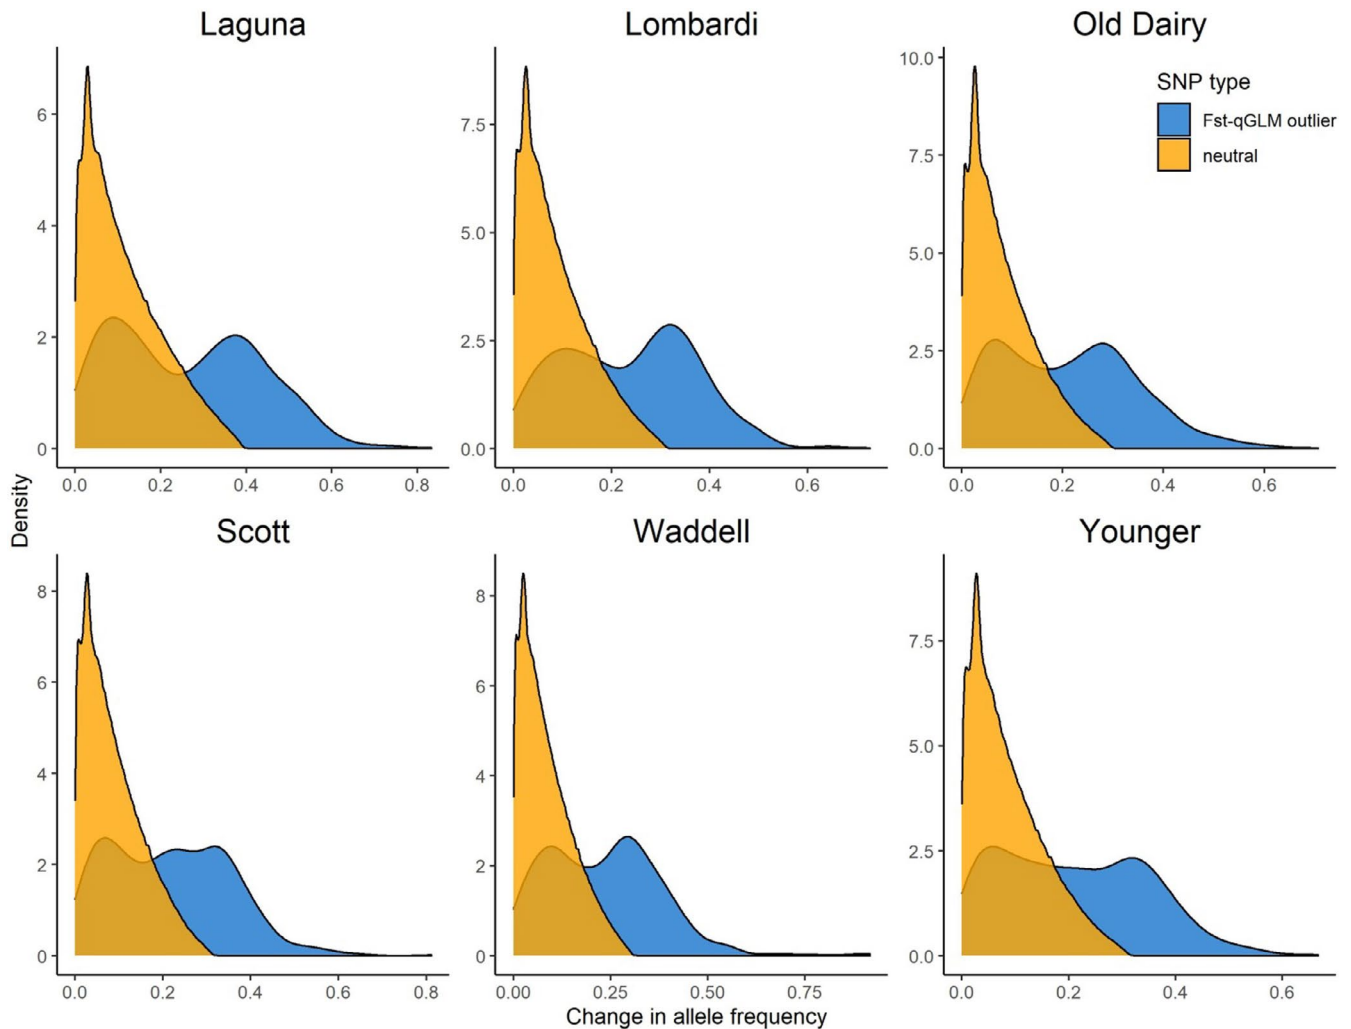 Laguna
Lombardi
Old Dairy
SNP type
Fst-qGLM outlier
neutral
6
4
2
0
0.0 0.2 0.4 0.6 0.8
7.5
5.0
2.5
0.0
0.0 0.2 0.4 0.6
10.0
7.5
5.0
2.5
0.0
0.0 0.2 0.4 0.6
Density
Scott
Waddell
Younger
8
6
4
2
0
0.0 0.2 0.4 0.6 0.8
8
6
4
2
0
0.00 0.25 0.50 0.75
7.5
5.0
2.5
0.0
0.0 0.2 0.4 0.6
Change in allele frequency